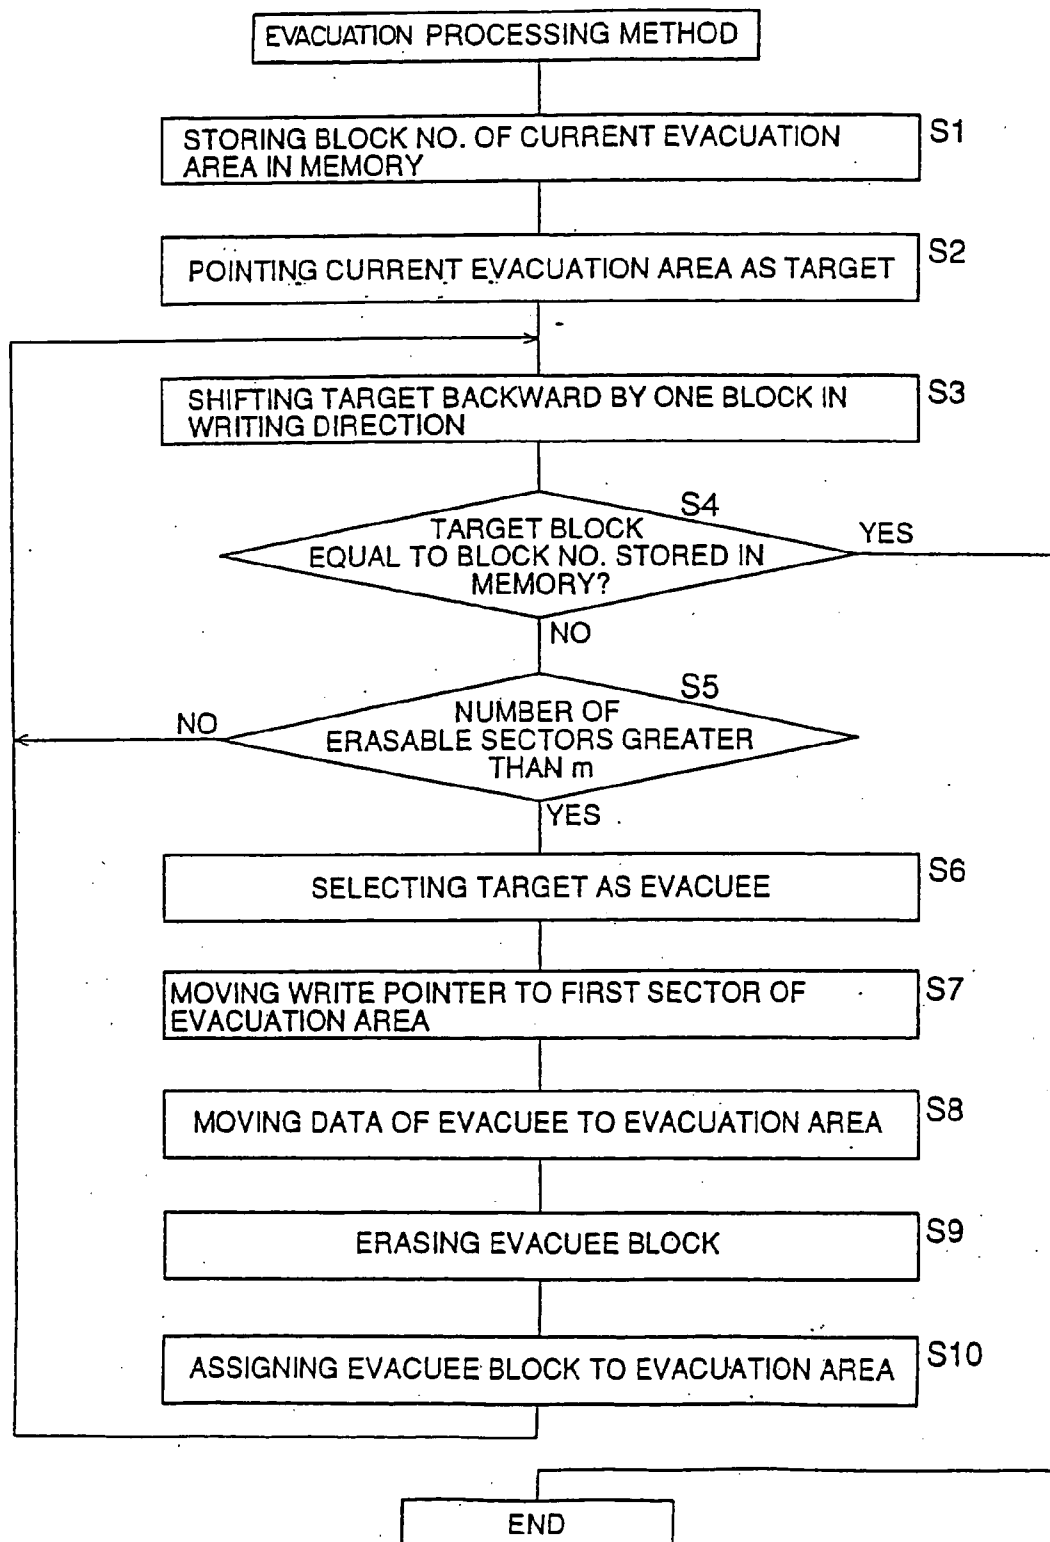 EVACUATION PROCESSING METHOD
STORING BLOCK NO. OF CURRENT EVACUATION
AREA IN MEMORY
S1
POINTING CURRENT EVACUATION AREA AS TARGET
S2
SHIFTING TARGET BACKWARD BY ONE BLOCK IN
WRITING DIRECTION
S3
S4
TARGET BLOCK
EQUAL TO BLOCK NO. STORED IN
MEMORY?
YES
NO
S5
NUMBER OF
ERASABLE SECTORS GREATER
THAN m
NO
YES
SELECTING TARGET AS EVACUEE
S6
MOVING WRITE POINTER TO FIRST SECTOR OF
EVACUATION AREA
S7
MOVING DATA OF EVACUEE TO EVACUATION AREA
S8
ERASING EVACUEE BLOCK
S9
ASSIGNING EVACUEE BLOCK TO EVACUATION AREA
S10
END